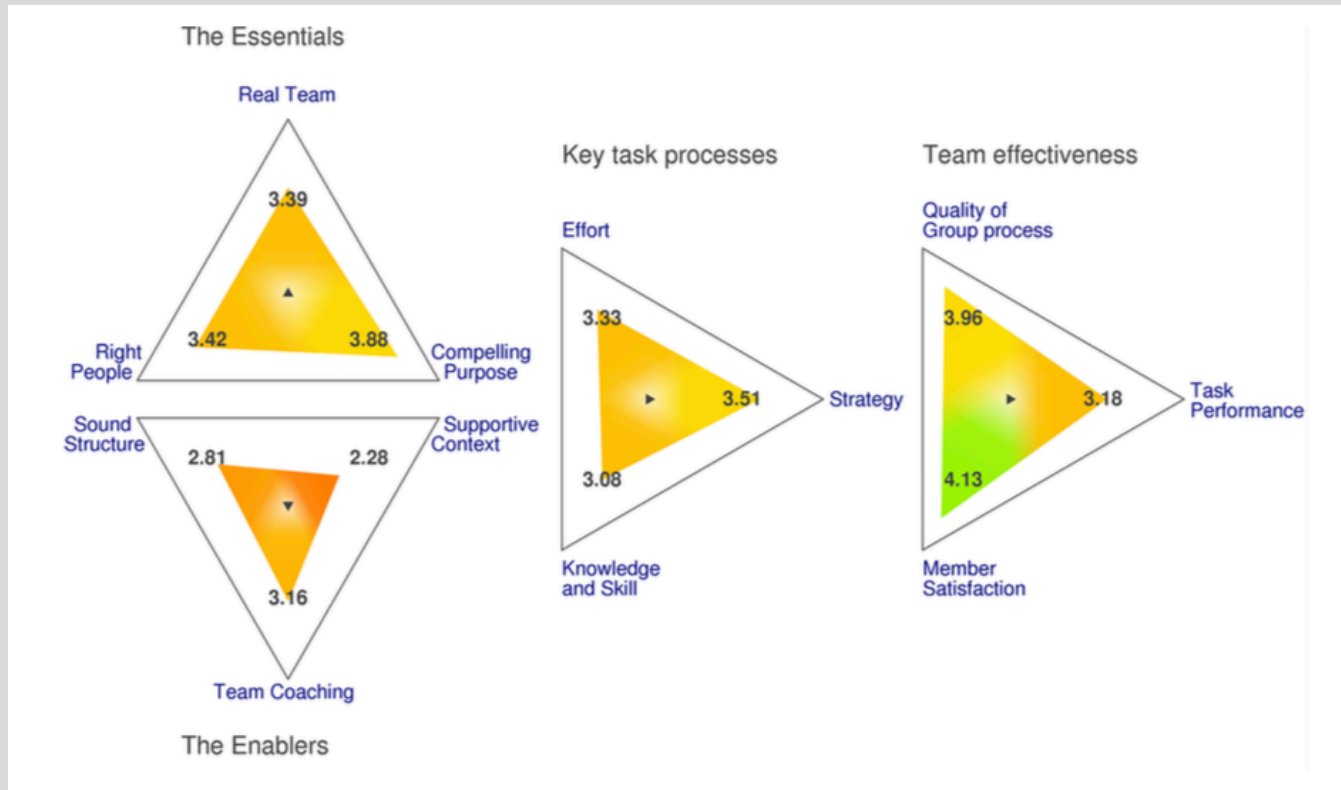 The Essentials
Real Team
3.39
3.42
3.88
Right
People
Compelling
Purpose
Sound
Structure
Supportive
Context
2.81
2.28
3.16
Team Coaching
The Enablers
Key task processes
Effort
3.33
3.51
Strategy
3.08
Knowledge
and Skill
Team effectiveness
Quality of
Group process
3.96
3.18
Task
Performance
4.13
Member
Satisfaction